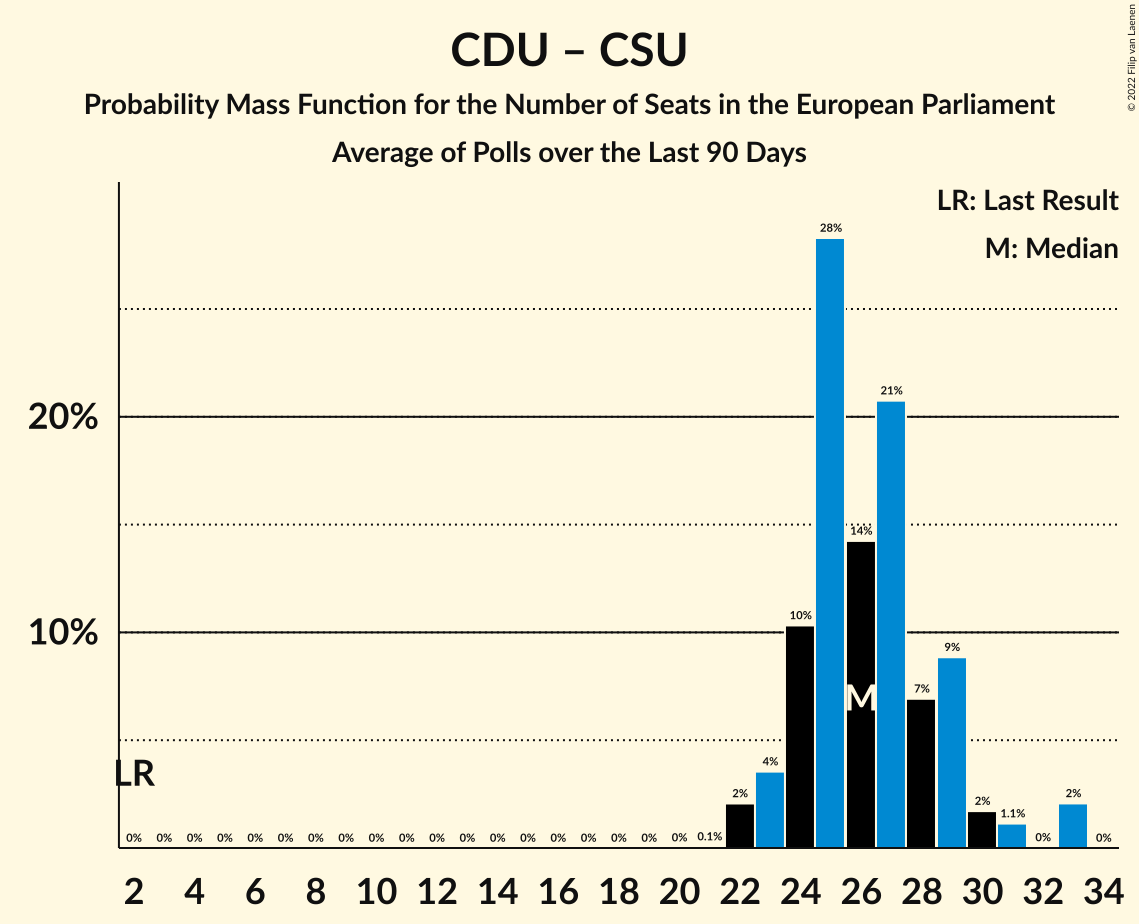 CDU – CSU
Probability Mass Function for the Number of Seats in the European Parliament
Average of Polls over the Last 90 Days
© 2022 Filip van Laenen
LR: Last Result
M: Median
28%
21%
20%
14%
10%
10%
9%
7%
M
4%
LR
2%
2%
2%
1.1%
0% 0% 0% 0% 0% 0% 0% 0% 0% 0% 0% 0% 0% 0% 0% 0% 0% 0% 0% 0.1% 0% 0%
2 4 6 8 10 12 14 16 18 20 22 24 26 28 30 32 34